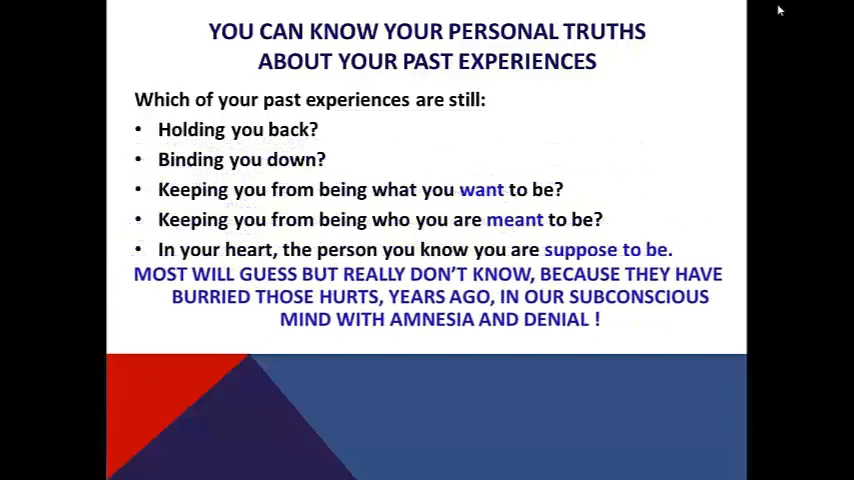 YOU CAN KNOW YOUR PERSONAL TRUTHS
ABOUT YOUR PAST EXPERIENCES
Which of your past experiences are still:
• Holding you back?
• Binding you down?
• Keeping you from being what you want to be?
• Keeping you from being who you are meant to be?
• In your heart, the person you know you are suppose to be.
MOST WILL GUESS BUT REALLY DON'T KNOW, BECAUSE THEY HAVE
BURRIED THOSE HURTS, YEARS AGO, IN OUR SUBCONSCIOUS
MIND WITH AMNESIA AND DENIAL !